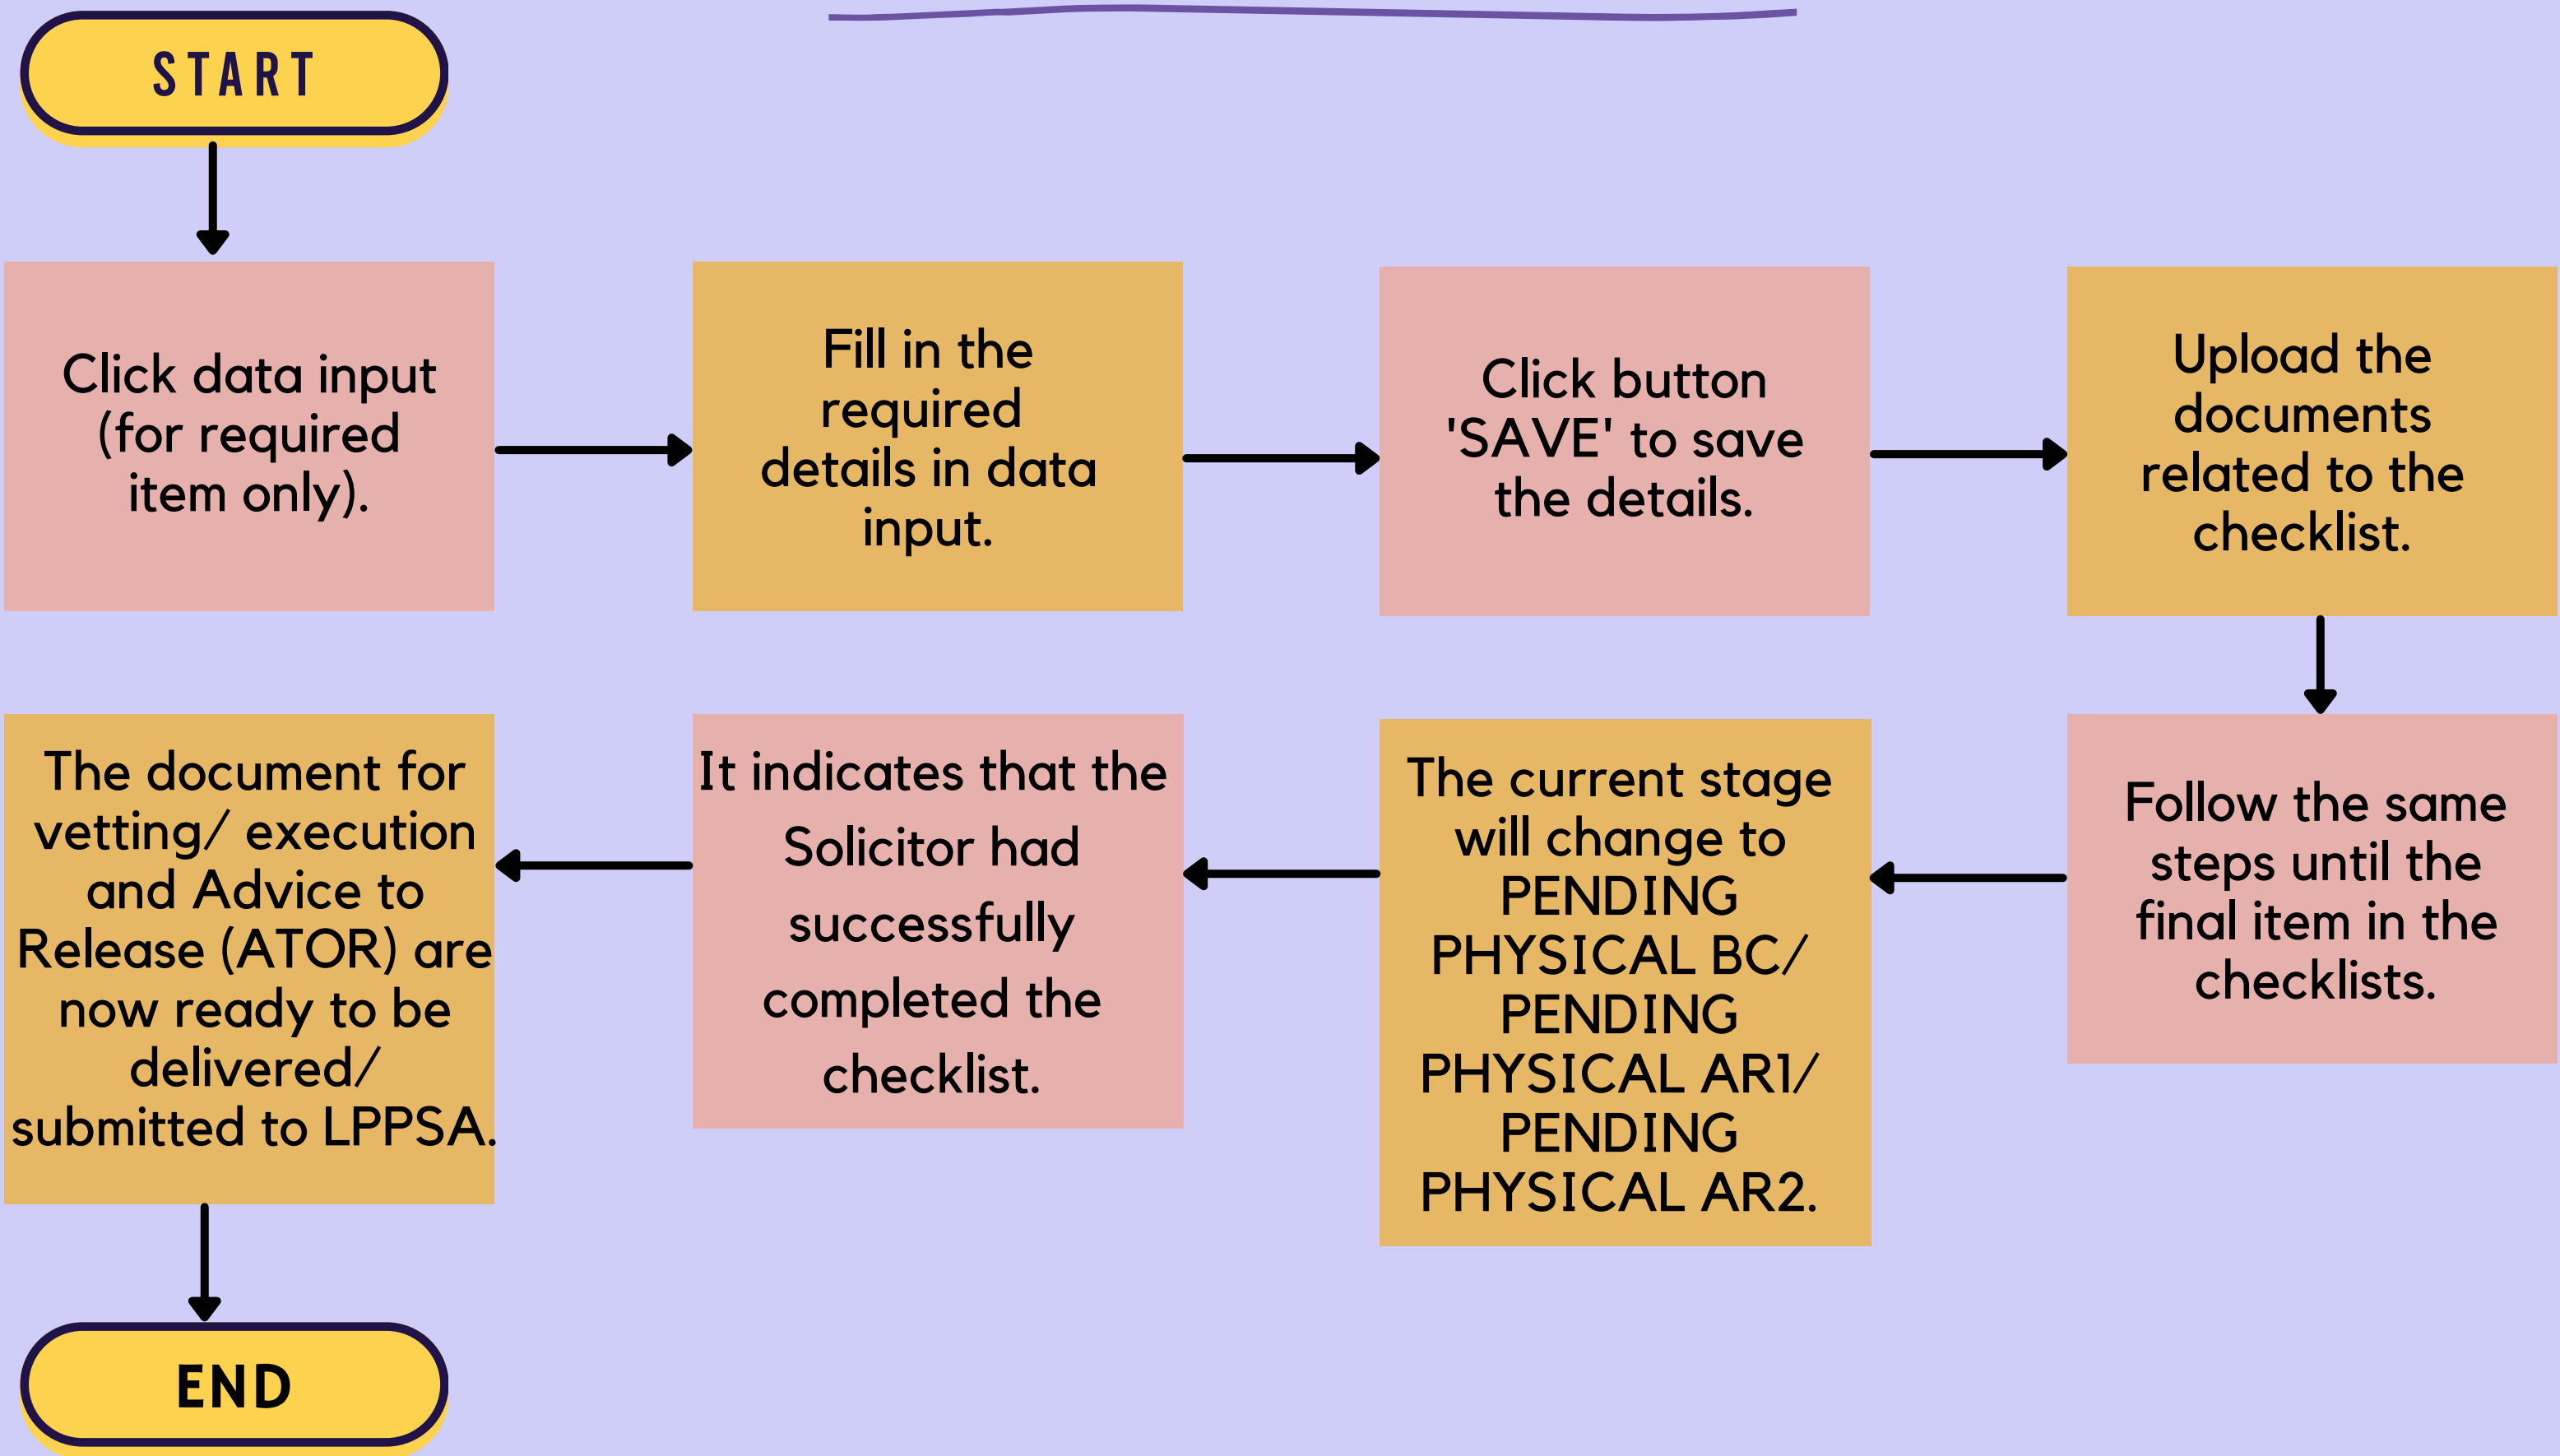 START
Click data input
(for required
item only).
Fill in the
required
details in data
input.
Click button
'SAVE' to save
the details.
Upload the
documents
related to the
checklist.
Follow the same
steps until the
final item in the
checklists.
The current stage
will change to
PENDING
PHYSICAL BC/
PENDING
PHYSICAL AR1/
PENDING
PHYSICAL AR2.
It indicates that the
Solicitor had
successfully
completed the
checklist.
The document for
vetting/ execution
and Advice to
Release (ATOR) are
now ready to be
delivered/
submitted to LPPSA.
END